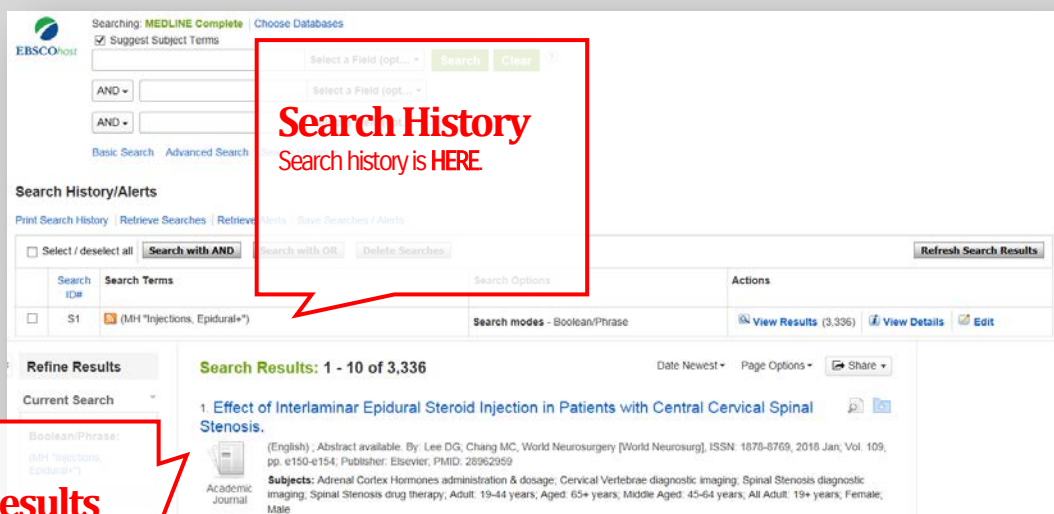 Searching: MEDLINE Complete | Choose Databases
EBSCOhost
Suggest Subject Terms
Select a Field (opt...
Search
Clear
?
AND
Select a Field (opt...
AND
Basic Search Advanced Search
Search History
Search history is HERE.
Search History/Alerts
Print Search History | Retrieve Searches | Retrieve Alerts | Save Searches / Alerts
Select / deselect all
Search with AND
Search with OR
Delete Searches
Refresh Search Results
Search ID#
Search Terms
Search Options
Actions
S1
(MH "Injections, Epidural+")
Search modes - Boolean/Phrase
View Results (3,336)
View Details
Edit
Refine Results
Search Results: 1 - 10 of 3,336
Date Newest
Page Options
Share
Current Search
Boolean/Phrase:
(MH "Injections,
Epidural+")
esults
1. Effect of Interlaminar Epidural Steroid Injection in Patients with Central Cervical Spinal
Stenosis.
(English) ; Abstract available. By: Lee DG, Chang MC, World Neurosurgery [World Neurosurg], ISSN: 1878-8769, 2018 Jan; Vol. 109,
pp. e150-e154; Publisher: Elsevier; PMID: 28962959
Academic
Journal
Subjects: Adrenal Cortex Hormones administration & dosage; Cervical Vertebrae diagnostic imaging; Spinal Stenosis diagnostic
imaging; Spinal Stenosis drug therapy; Adult: 19-44 years; Aged: 65+ years; Middle Aged: 45-64 years; All Adult: 19+ years; Female;
Male